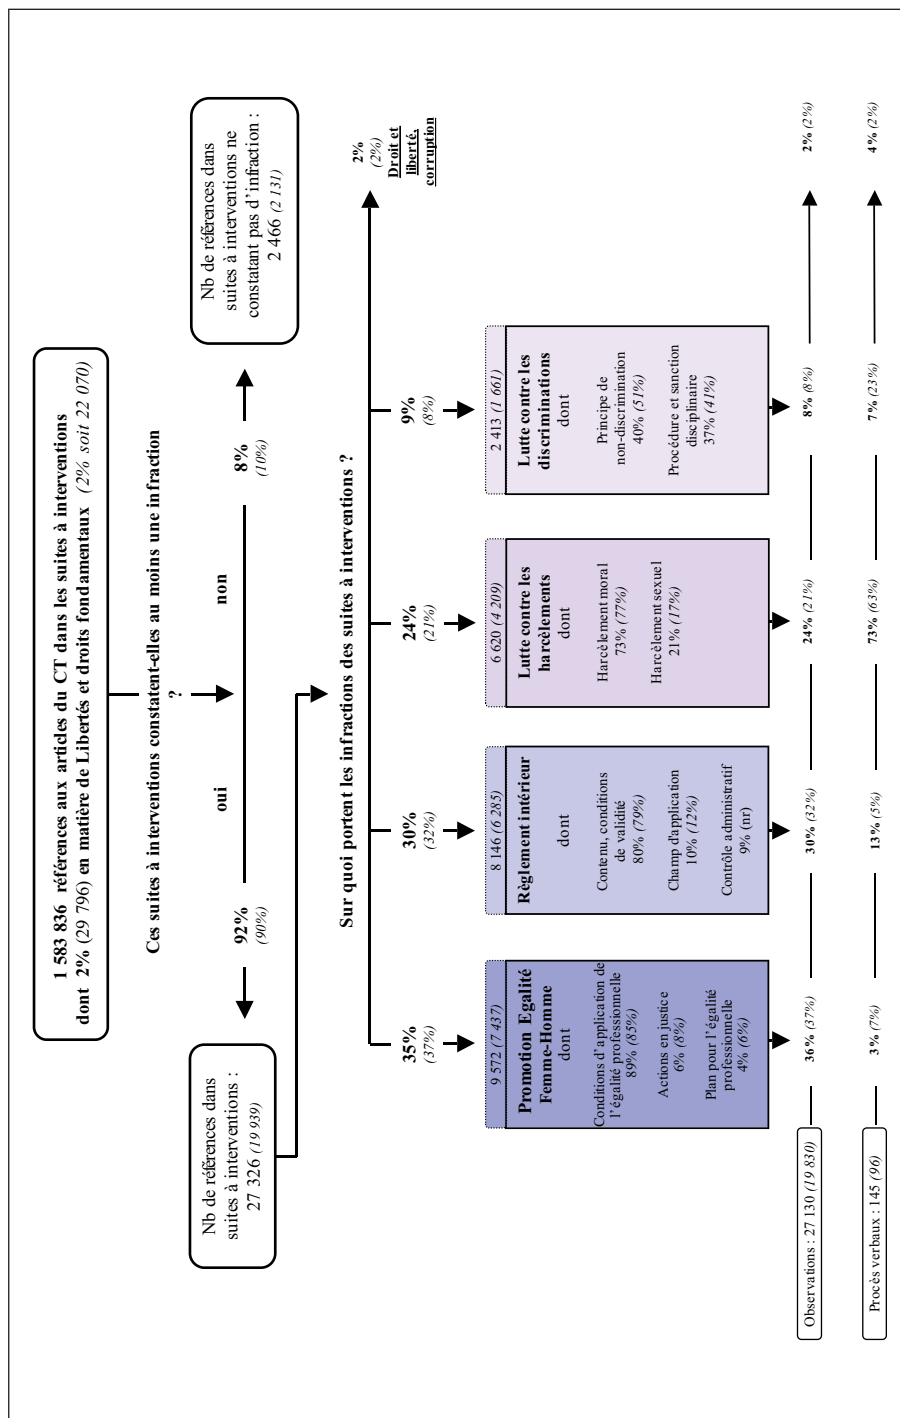 1 583 836 références aux articles du CT dans les suites à interventions
dont 2% (29 796) en matière de Libertés et droits fondamentaux (2% soit 22 070)
Ces suites à interventions constatent-elles au moins une infraction
?
oui
non
92%
(90%)
8%
(10%)
Nb de références dans
suites à interventions :
27 326 (19 939)
Nb de références dans
suites à interventions ne
constatant pas d'infraction :
2 466 (2 131)
Sur quoi portent les infractions des suites à interventions ?
35%
(37%)
30%
(32%)
24%
(21%)
9%
(8%)
2%
(2%)
Droit et
liberté,
corruption
9 572 (7 437)
Promotion Egalité
Femme-Homme
dont
Conditions d'application de
l'égalité professionnelle
89% (85%)
Actions en justice
6% (8%)
Plan pour l'égalité
professionnelle
4% (6%)
8 146 (6 285)
Règlement intérieur
dont
Contenu, conditions
de validité
80% (79%)
Champ d'application
10% (12%)
Contrôle administratif
9% (nr)
6 620 (4 209)
Lutte contre les
harcèlements
dont
Harcèlement moral
73% (77%)
Harcèlement sexuel
21% (17%)
2 413 (1 661)
Lutte contre les
discriminations
dont
Principe de
non-discrimination
40% (51%)
Procédure et sanction
disciplinaire
37% (41%)
Observations : 27 130 (19 830) 36% (37%) 30% (32%) 24% (21%) 8% (8%) 2% (2%)
Procès verbaux : 145 (96) 3% (7%) 13% (5%) 73% (63%) 7% (23%) 4% (2%)